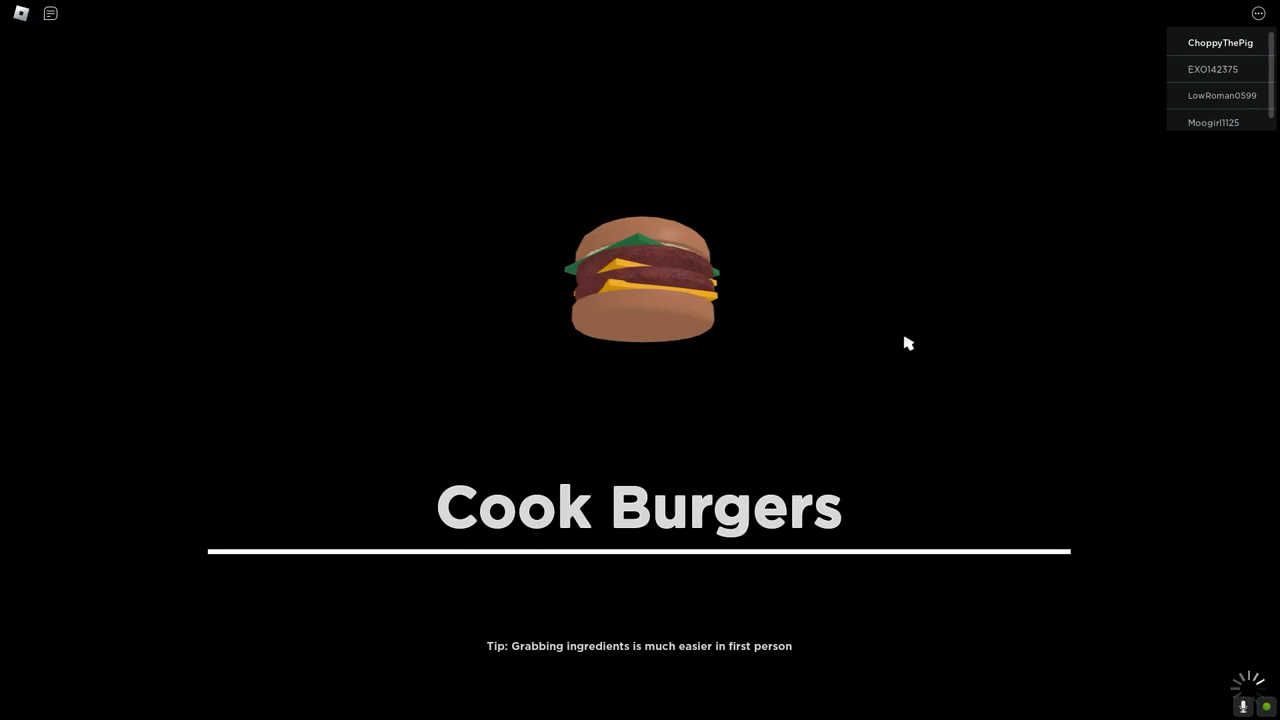 ChoppyThePig
EXO142375
LowRoman0599
Moogirl1125
Cook Burgers
Tip: Grabbing ingredients is much easier in first person